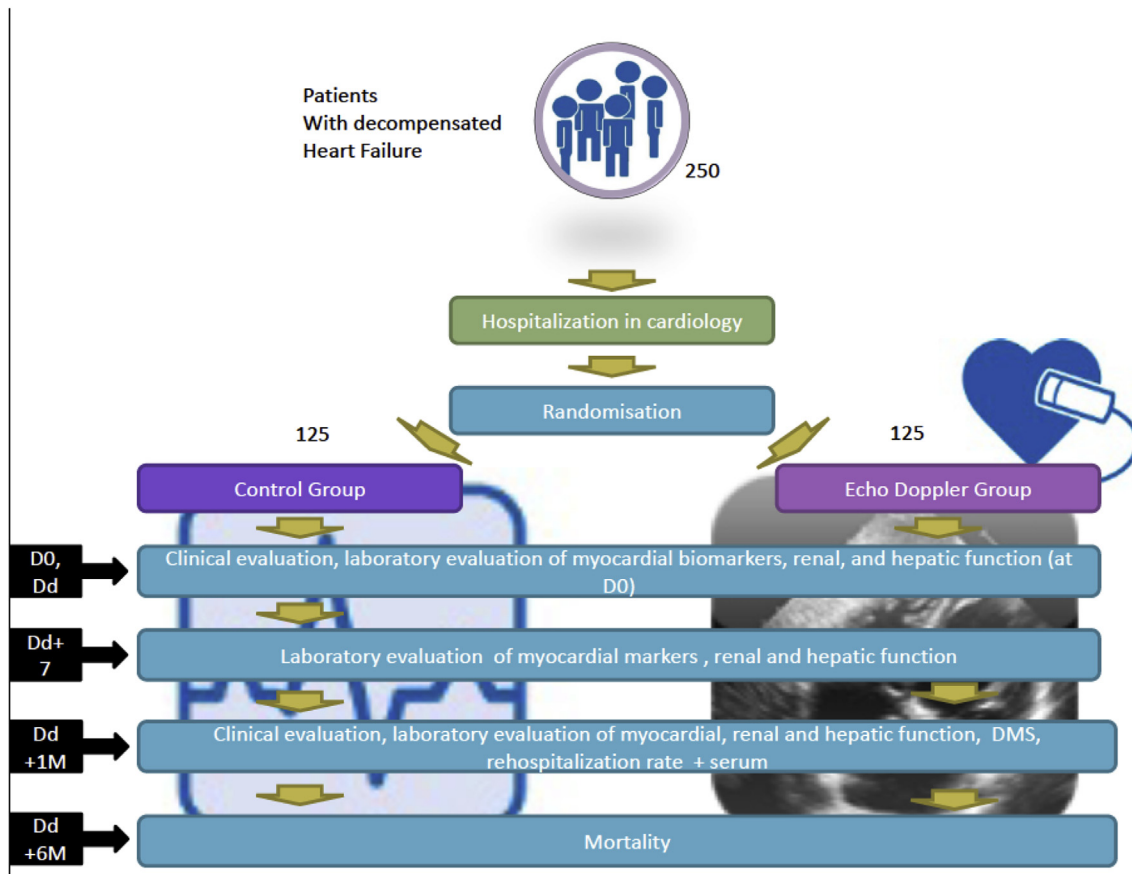 Patients
With decompensated
Heart Failure
250
Hospitalization in cardiology
Randomisation
125
125
Control Group
Echo Doppler Group
D0,
Dd
Clinical evaluation, laboratory evaluation of myocardial biomarkers, renal, and hepatic function (at
D0)
Dd+
7
Laboratory evaluation of myocardial markers , renal and hepatic function
Dd
+1M
Clinical evaluation, laboratory evaluation of myocardial, renal and hepatic function, DMS,
rehospitalization rate + serum
Dd
+6M
Mortality